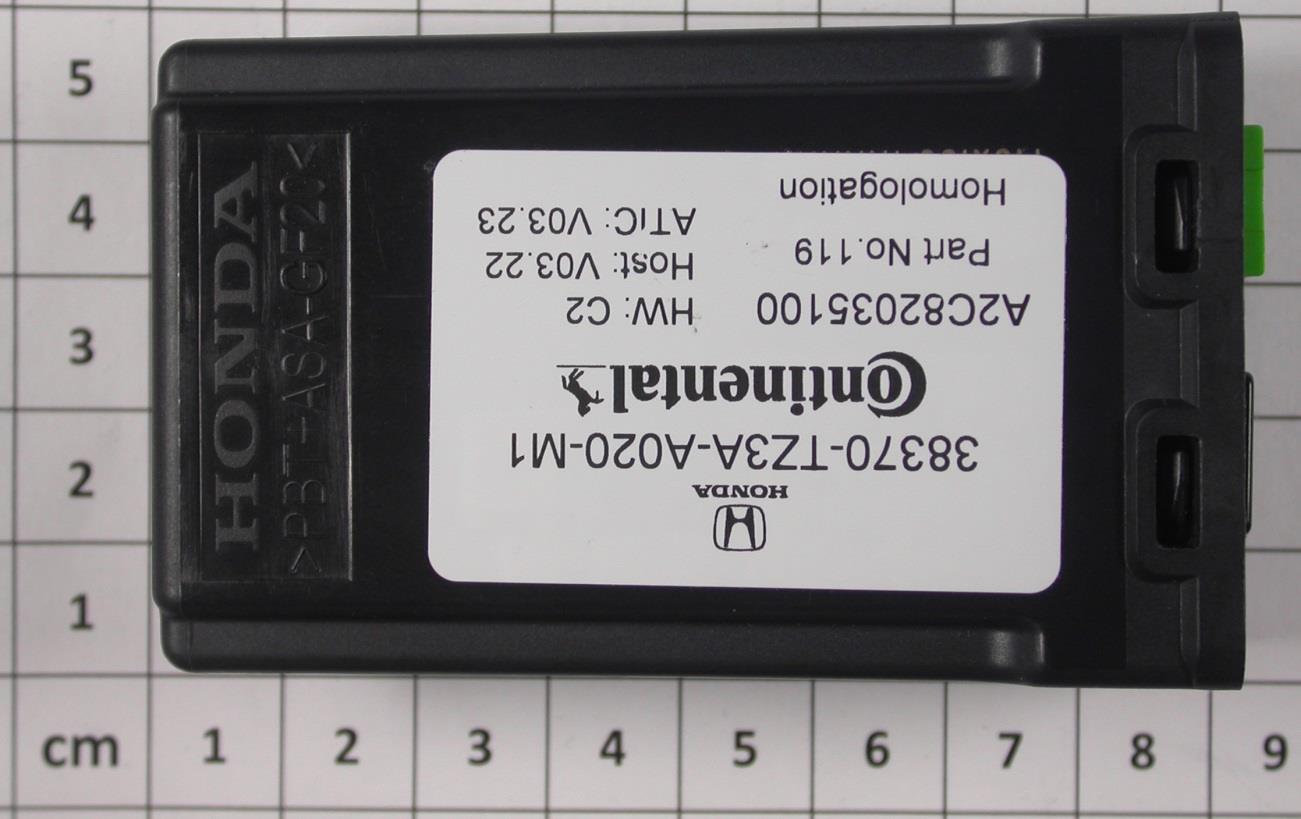 HONDA
38370-TZ3A-A020-M1
Continental
A2C82035100 HW: C2
Part No.119 Host: V03.22
Homologation ATIC: V03.23
HONDA
>PBT+ASA-GF20<
5
4
3
2
1
cm 1 2 3 4 5 6 7 8 9